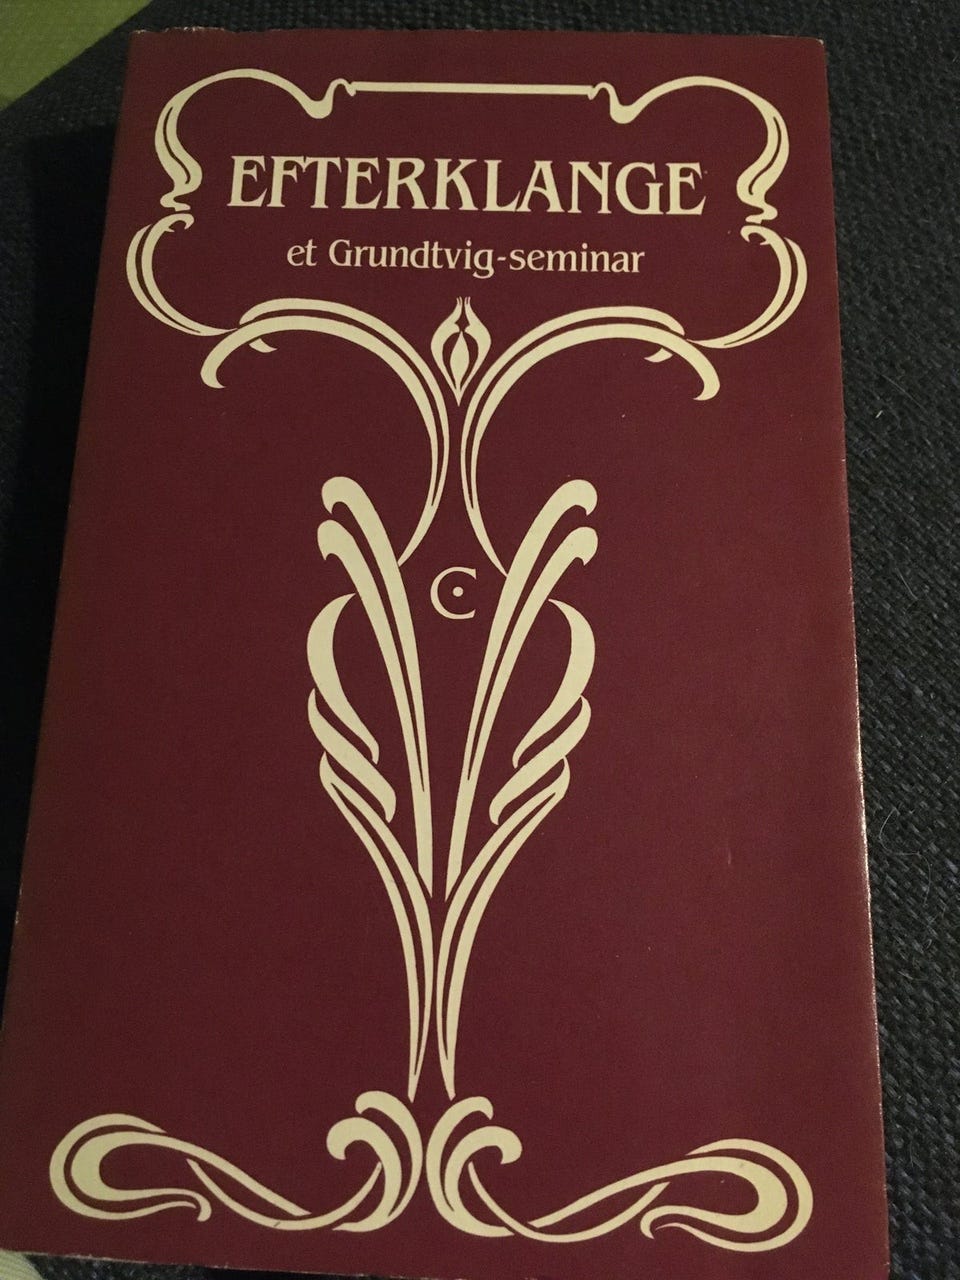 EFTERKLANGE
et Grundtvig-seminar
C